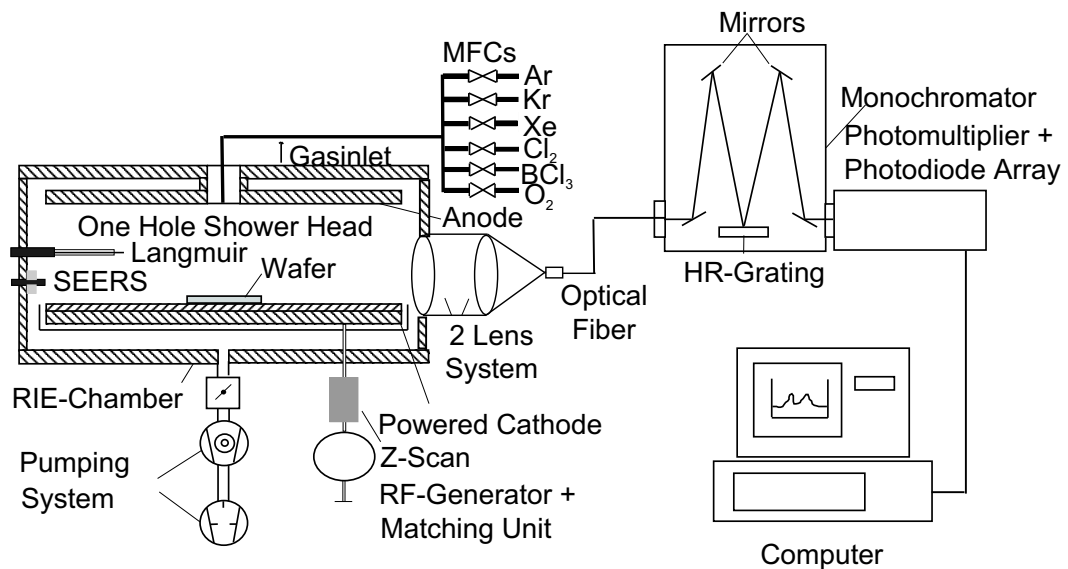 Mirrors
MFCs
Ar
Kr
Xe
Cl₂
BCl₃
O₂
Monochromator
Photomultiplier +
Photodiode Array
Gasinlet
Anode
One Hole Shower Head
Langmuir
SEERS
Wafer
HR-Grating
Optical
Fiber
2 Lens
System
RIE-Chamber
Powered Cathode
Z-Scan
RF-Generator +
Matching Unit
Pumping
System
Computer